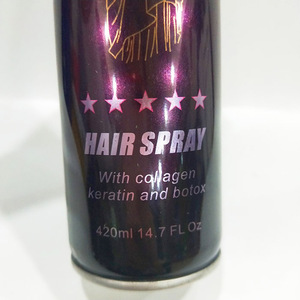 HAIR SPRAY
With collagen
keratin and botox
420ml 14.7 FL Oz